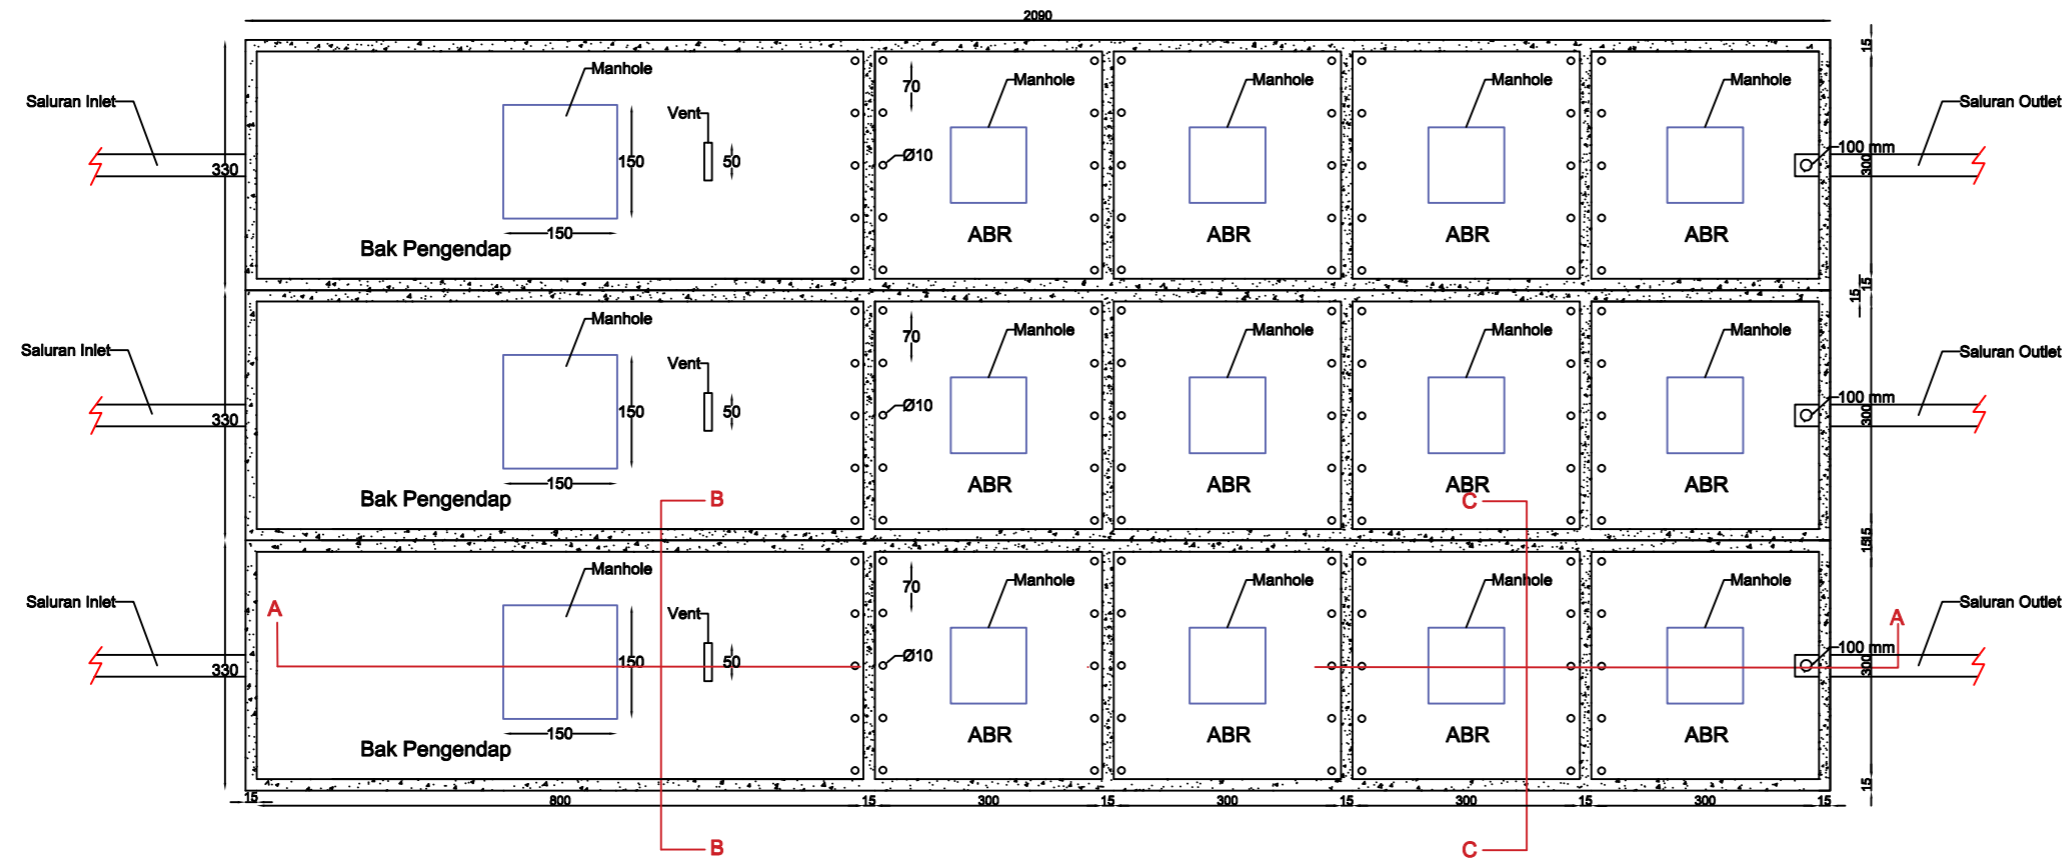 2090
15
Manhole
Manhole
Manhole
Manhole
Manhole
70
Saluran Inlet
Saluran Outlet
Vent
100 mm
330
150
50
Ø10
300
150
Bak Pengendap
ABR
ABR
ABR
ABR
15
15
Manhole
Manhole
Manhole
Manhole
Manhole
70
Saluran Inlet
Saluran Outlet
Vent
100 mm
330
150
50
Ø10
300
150
Bak Pengendap
ABR
ABR
ABR
ABR
B
C
15
15
Manhole
Manhole
Manhole
Manhole
Manhole
70
Saluran Inlet
Saluran Outlet
A
Vent
A
100 mm
330
150
50
Ø10
300
150
Bak Pengendap
ABR
ABR
ABR
ABR
15
15 800 15 300 15 300 15 300 15 300 15
B
C